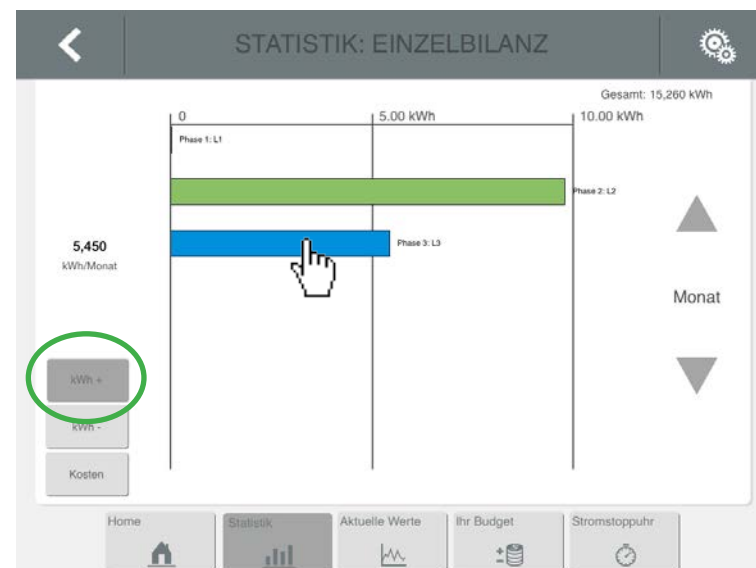 STATISTIK: EINZELBILANZ
Gesamt: 15,260 kWh
0 5.00 kWh 10.00 kWh
Phase 1: L1
Phase 2: L2
Phase 3: L3
5,450
kWh/Monat
Monat
kWh +
kWh -
Kosten
Home Statistik Aktuelle Werte Ihr Budget Stromstoppuhr